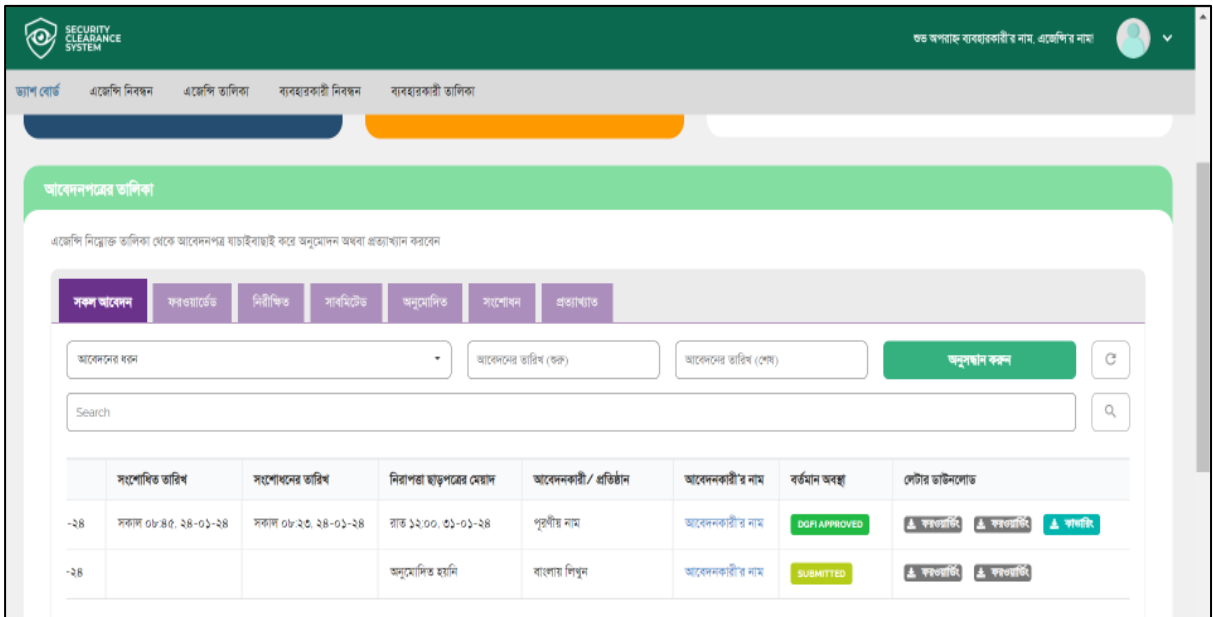 SECURITY
CLEARANCE
SYSTEM
শুভ অপরাহ্ন ব্যবহারকারী'র নাম, এজেন্সি'র নাম!
ড্যাশ বোর্ড এজেন্সি নিবন্ধন এজেন্সি তালিকা ব্যবহারকারী নিবন্ধন ব্যবহারকারী তালিকা
আবেদনপত্রের তালিকা
এজেন্সি নিম্নোক্ত তালিকা থেকে আবেদনপত্র যাচাইবাছাই করে অনুমোদন অথবা প্রত্যাখ্যান করবেন
সকল আবেদন ফরওয়ার্ডেড নিরীক্ষিত সাবমিটেড অনুমোদিত সংশোধন প্রত্যাখ্যাত
আবেদনের ধরন আবেদনের তারিখ (শুরু) আবেদনের তারিখ (শেষ) অনুসন্ধান করুন
Search
সংশোধিত তারিখ সংশোধনের তারিখ নিরাপত্তা ছাড়পত্রের মেয়াদ আবেদনকারী/ প্রতিষ্ঠান আবেদনকারী'র নাম বর্তমান অবস্থা লেটার ডাউনলোড
-২৪ সকাল ০৮:৪৫, ২৪-০১-২৪ সকাল ০৮:২৩, ২৪-০১-২৪ রাত ১২:০০, ৩১-০১-২৪ পূরণীয় নাম আবেদনকারী'র নাম DGFI APPROVED ফরওয়ার্ডিং ফরওয়ার্ডিং কাভারিং
-২৪ অনুমোদিত হয়নি বাংলায় লিখুন আবেদনকারী'র নাম SUBMITTED ফরওয়ার্ডিং ফরওয়ার্ডিং